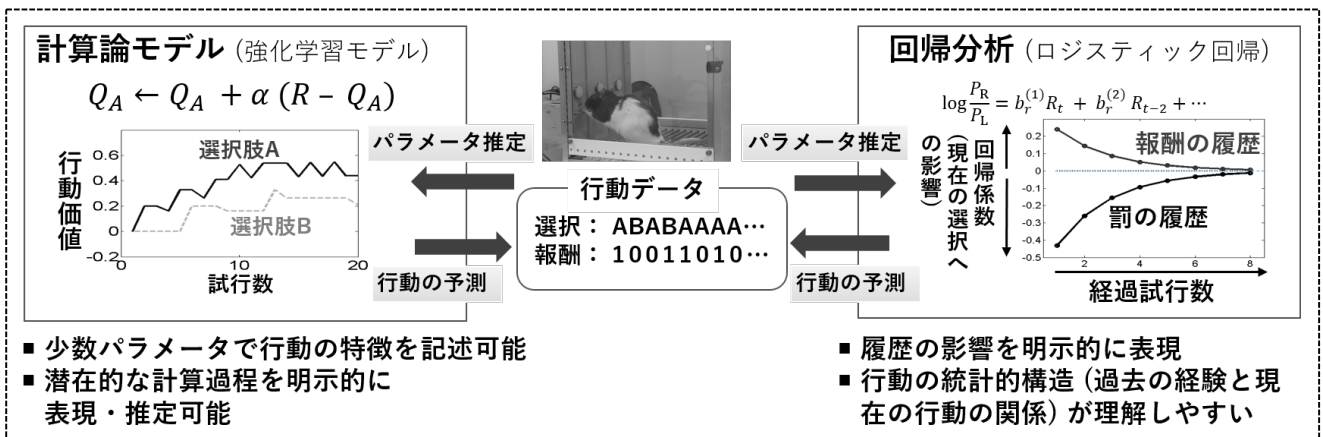 計算論モデル (強化学習モデル)
Q_A ← Q_A + α (R − Q_A)
行動価値
0.6
0.4
0.2
0
-0.2
選択肢A
選択肢B
0
10
20
試行数
パラメータ推定
行動の予測
行動データ
選択： ABABAAAA⋯
報酬： 10011010⋯
パラメータ推定
行動の予測
回帰分析 (ロジスティック回帰)
log P_R/P_L = b_r^(1) R_t + b_r^(2) R_{t−2} + ⋯
回帰係数
(現在の選択へ
の影響)
0.3
0.2
0.1
0
-0.1
-0.2
-0.3
-0.4
-0.5
報酬の履歴
罰の履歴
2
4
6
8
経過試行数
▪ 少数パラメータで行動の特徴を記述可能
▪ 潜在的な計算過程を明示的に
表現・推定可能
▪ 履歴の影響を明示的に表現
▪ 行動の統計的構造 (過去の経験と現
在の行動の関係) が理解しやすい